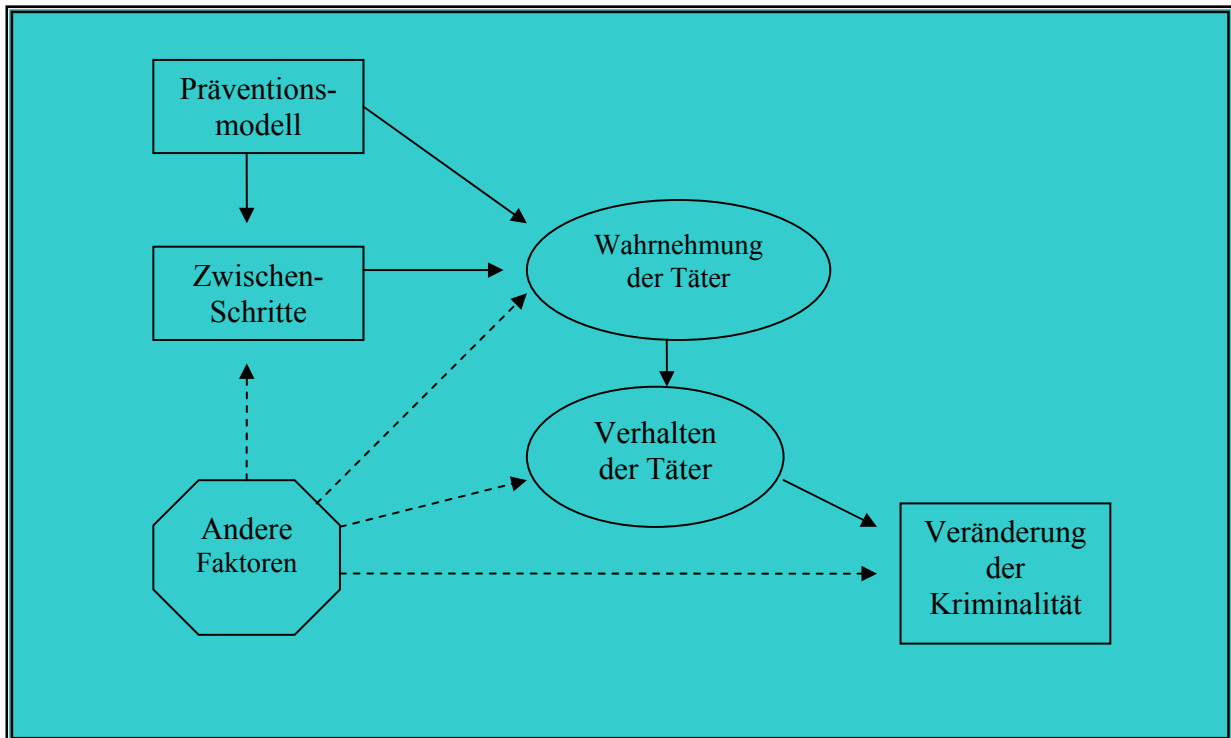 Präventions-
modell
Wahrnehmung
der Täter
Zwischen-
Schritte
Verhalten
der Täter
Andere
Faktoren
Veränderung
der
Kriminalität